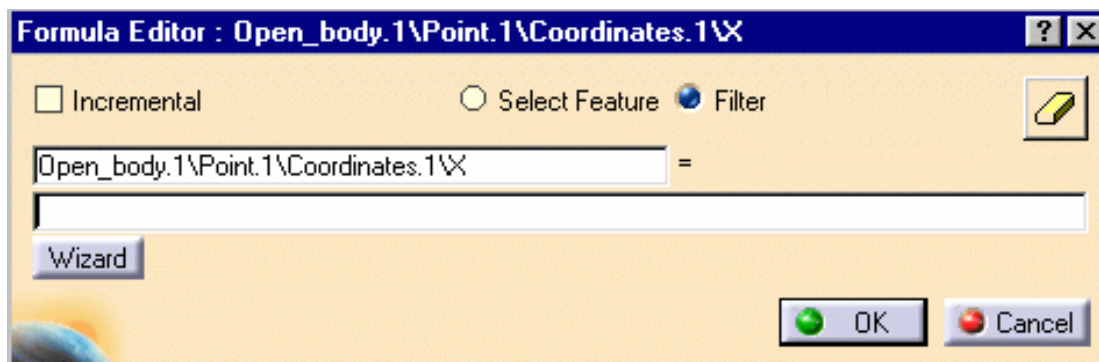 Formula Editor : Open_body.1\Point.1\Coordinates.1\X ? X
Incremental Select Feature Filter
Open_body.1\Point.1\Coordinates.1\X =
Wizard
OK Cancel